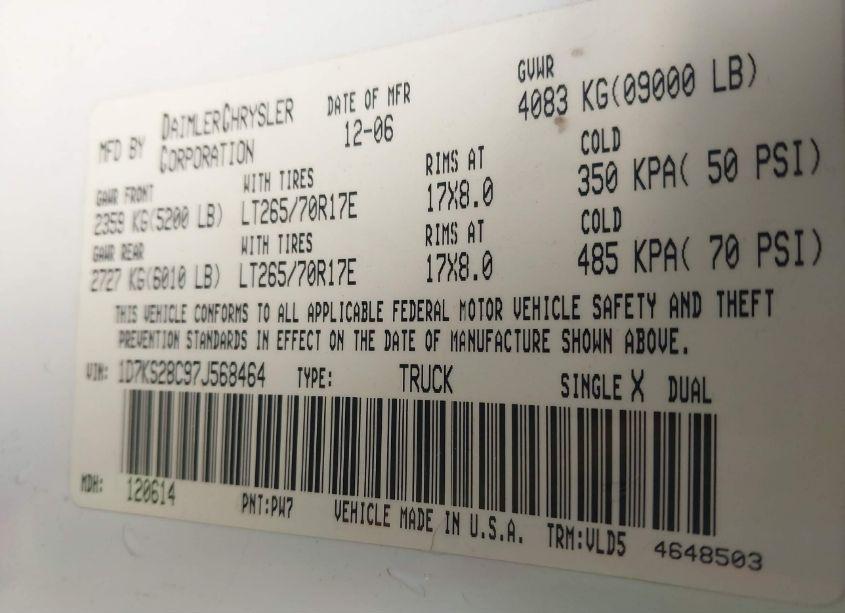 MFD BY DAIMLERCHRYSLER CORPORATION
DATE OF MFR 12-06
GVWR 4083 KG(09000 LB)
GAWR FRONT WITH TIRES RIMS AT COLD
2359 KG(5200 LB) LT265/70R17E 17X8.0 350 KPA( 50 PSI)
GAWR REAR WITH TIRES RIMS AT COLD
2727 KG(6010 LB) LT265/70R17E 17X8.0 485 KPA( 70 PSI)
THIS VEHICLE CONFORMS TO ALL APPLICABLE FEDERAL MOTOR VEHICLE SAFETY AND THEFT
PREVENTION STANDARDS IN EFFECT ON THE DATE OF MANUFACTURE SHOWN ABOVE.
VIN: 1D7KS28C97J568464 TYPE: TRUCK SINGLE X DUAL
MDH: 120614 PNT:PW7 VEHICLE MADE IN U.S.A. TRM:VLD5 4648503